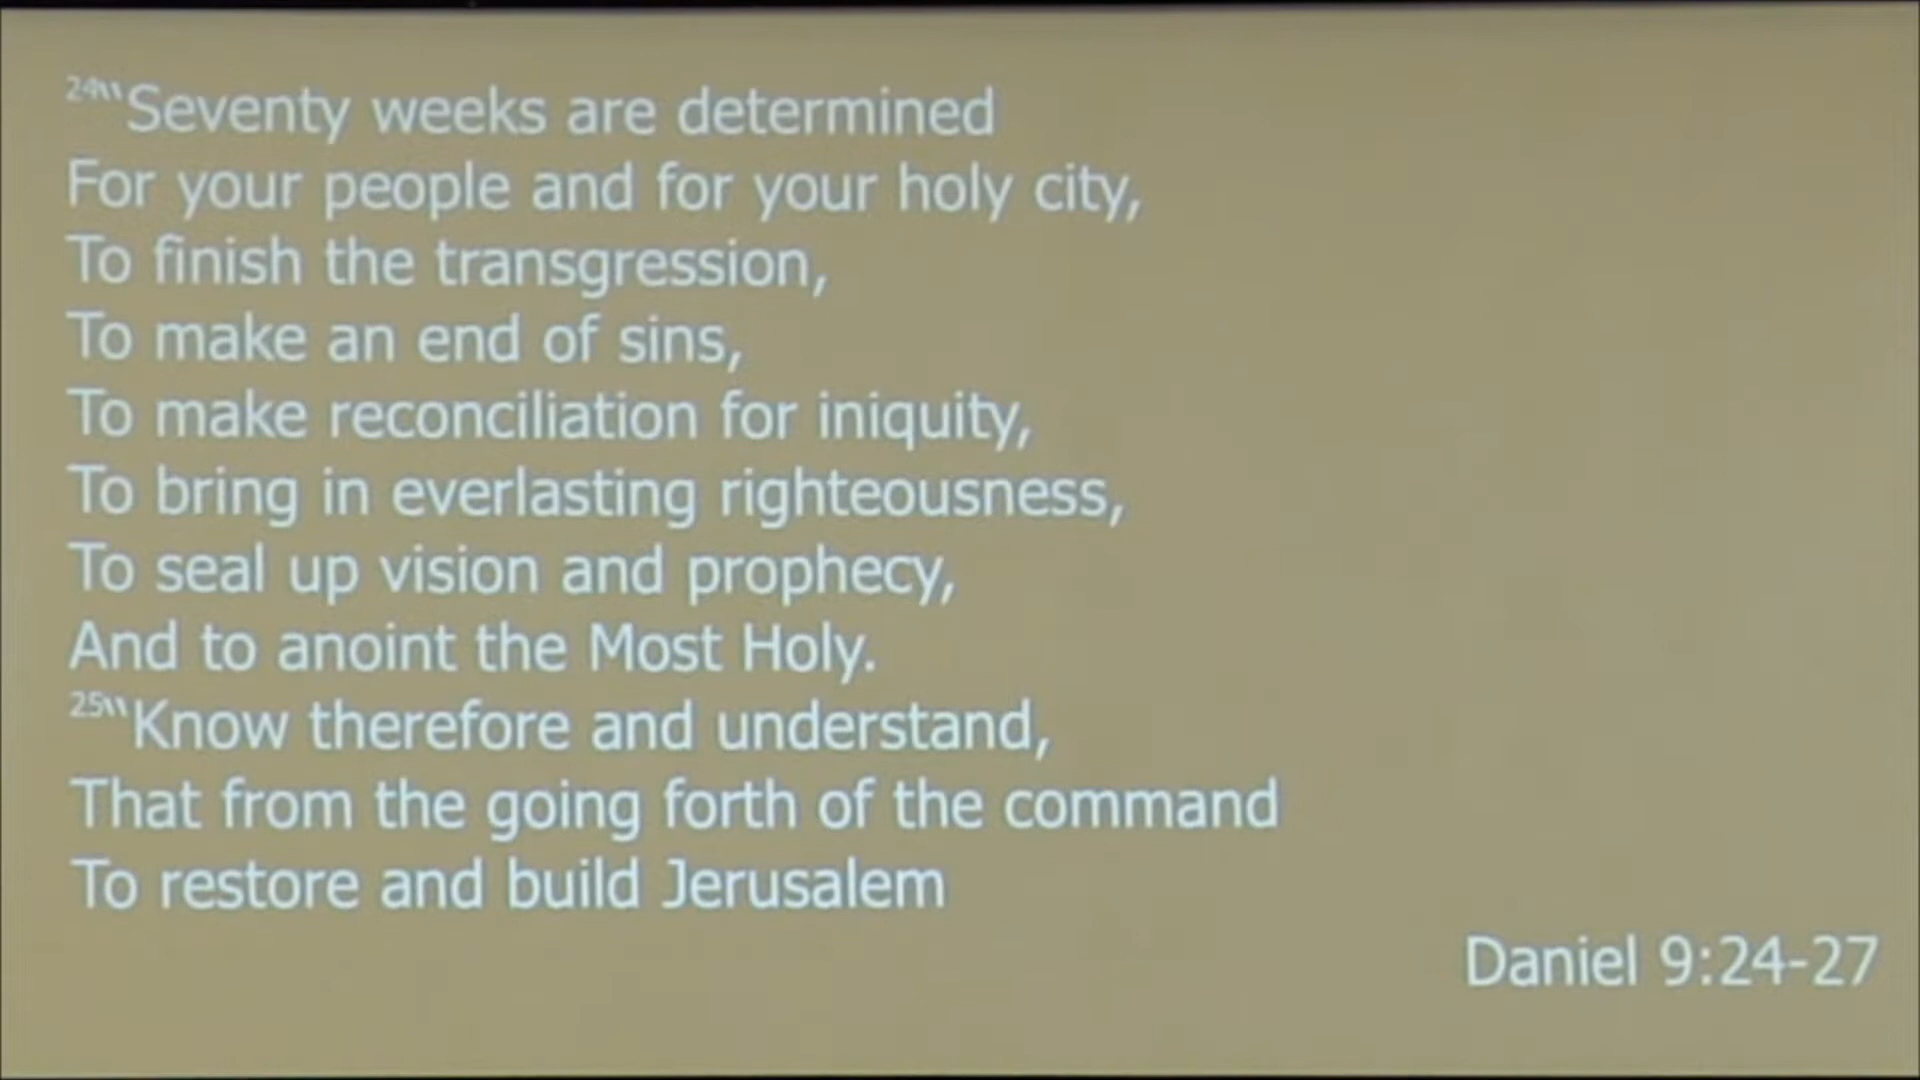 24"Seventy weeks are determined
For your people and for your holy city,
To finish the transgression,
To make an end of sins,
To make reconciliation for iniquity,
To bring in everlasting righteousness,
To seal up vision and prophecy,
And to anoint the Most Holy.
25"Know therefore and understand,
That from the going forth of the command
To restore and build Jerusalem
Daniel 9:24-27